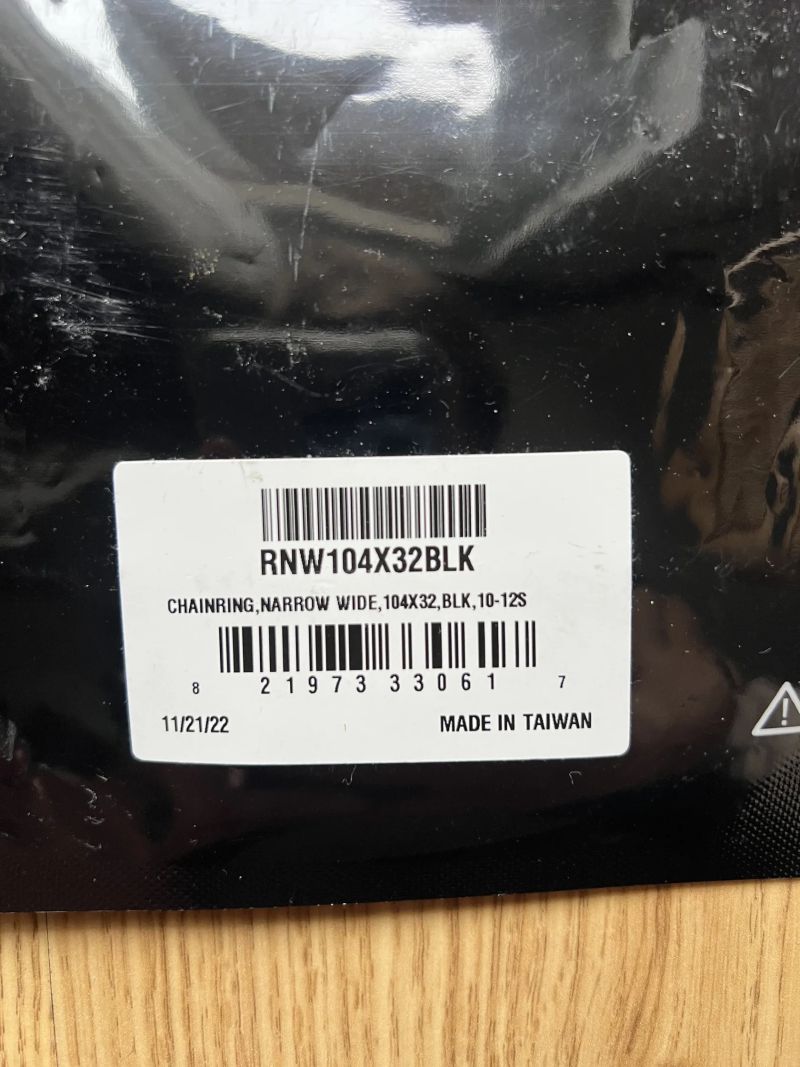 RNW104X32BLK
CHAINRING,NARROW WIDE,104X32,BLK,10-12S
8 21973 33061 7
11/21/22 MADE IN TAIWAN